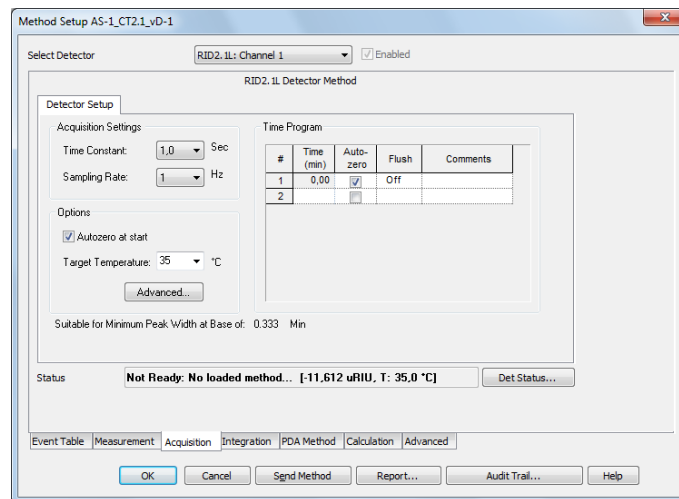 Method Setup AS-1_CT2.1_vD-1
Select Detector RID2.1L: Channel 1 Enabled
RID2.1L Detector Method
Detector Setup
Acquisition Settings
Time Constant: 1,0 Sec
Sampling Rate: 1 Hz
Options
Autozero at start
Target Temperature: 35 °C
Advanced...
Time Program
# Time (min) Auto-zero Flush Comments
1 0,00 Off
2
Suitable for Minimum Peak Width at Base of: 0.333 Min
Status Not Ready: No loaded method... [-11,612 uRIU, T: 35,0 °C] Det Status...
Event Table Measurement Acquisition Integration PDA Method Calculation Advanced
OK Cancel Send Method Report... Audit Trail... Help